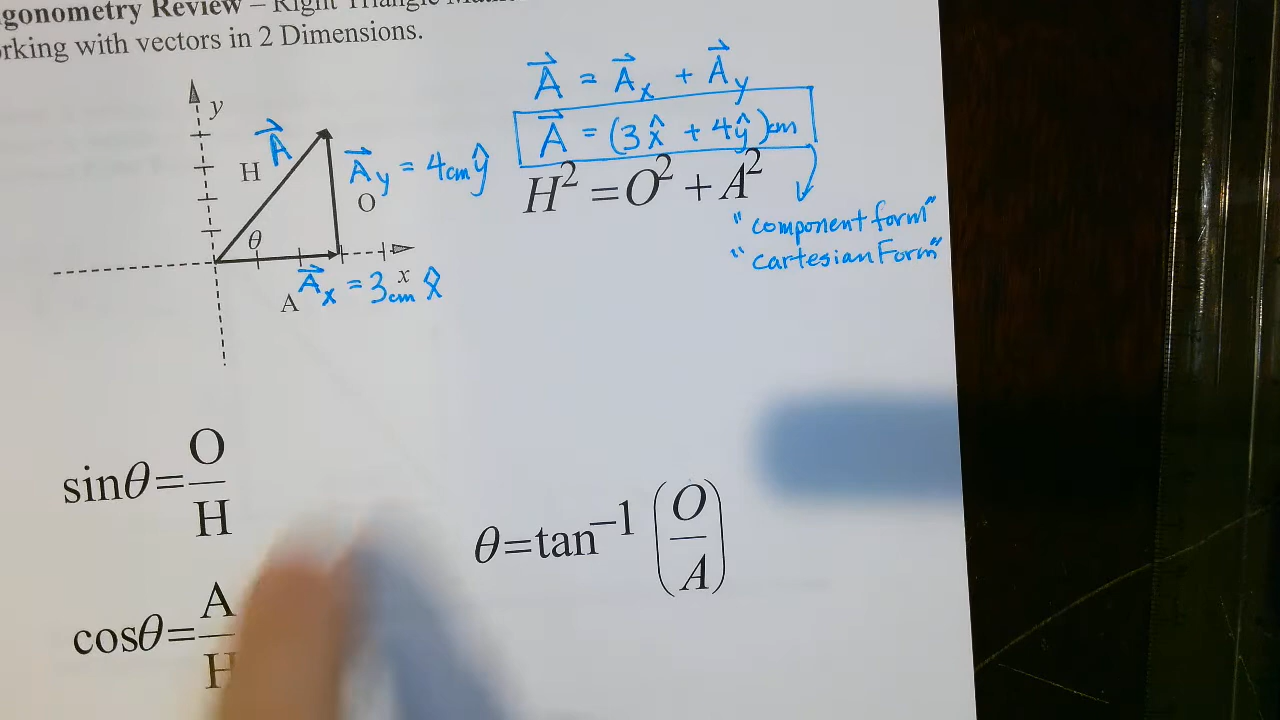 gonometry Review – Right Triangle
rking with vectors in 2 Dimensions.
y
H
A⃗
A⃗y = 4cm ŷ
O
θ
x
A
A⃗x = 3cm x̂
A⃗ = A⃗x + A⃗y
A⃗ = (3x̂ + 4ŷ)cm
H² = O² + A²
"component form"
"cartesian Form"
sinθ = O/H
θ = tan⁻¹ (O/A)
cosθ = A/H